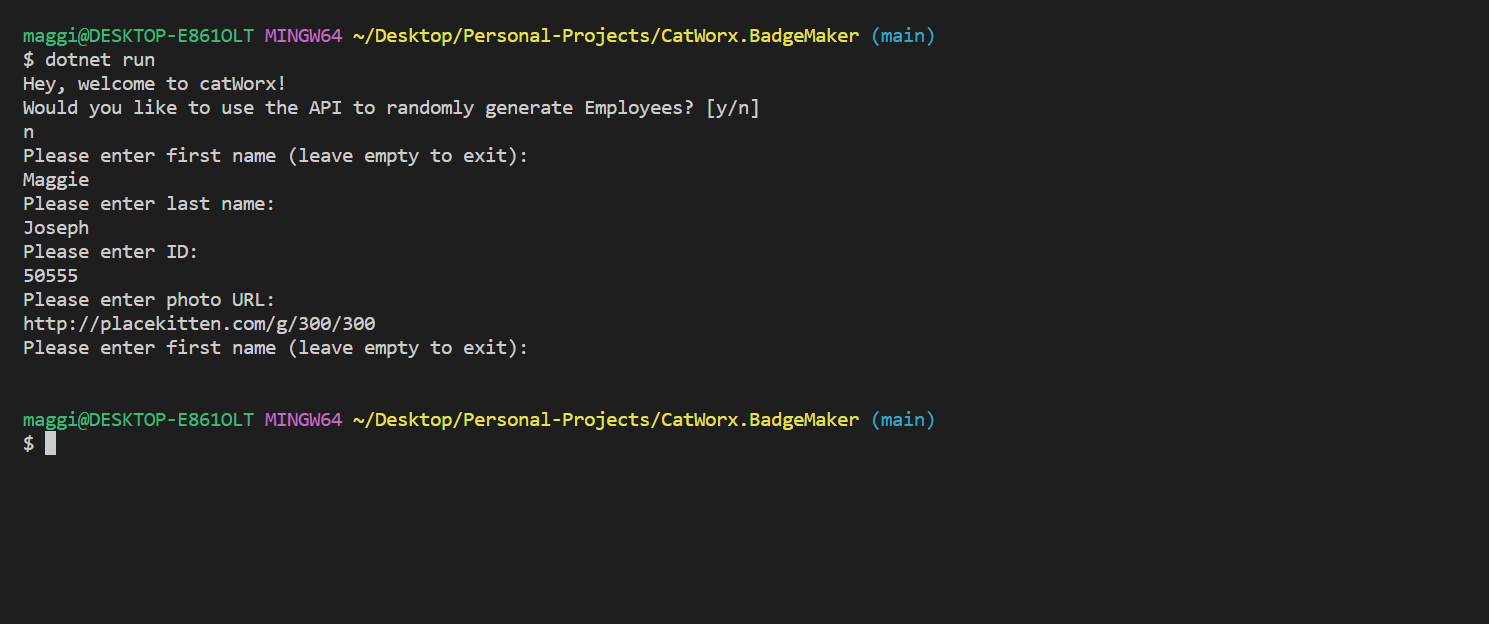 maggi@DESKTOP-E861OLT MINGW64 ~/Desktop/Personal-Projects/CatWorx.BadgeMaker (main)
$ dotnet run
Hey, welcome to catWorx!
Would you like to use the API to randomly generate Employees? [y/n]
n
Please enter first name (leave empty to exit):
Maggie
Please enter last name:
Joseph
Please enter ID:
50555
Please enter photo URL:
http://placekitten.com/g/300/300
Please enter first name (leave empty to exit):
maggi@DESKTOP-E861OLT MINGW64 ~/Desktop/Personal-Projects/CatWorx.BadgeMaker (main)
$